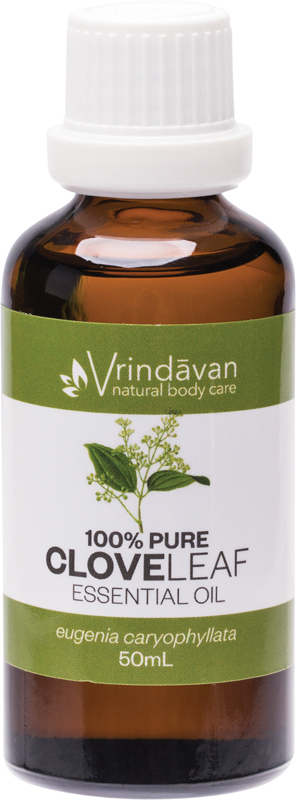 Vrindāvan
natural body care
100% PURE
CLOVELEAF
ESSENTIAL OIL
eugenia caryophyllata
50mL